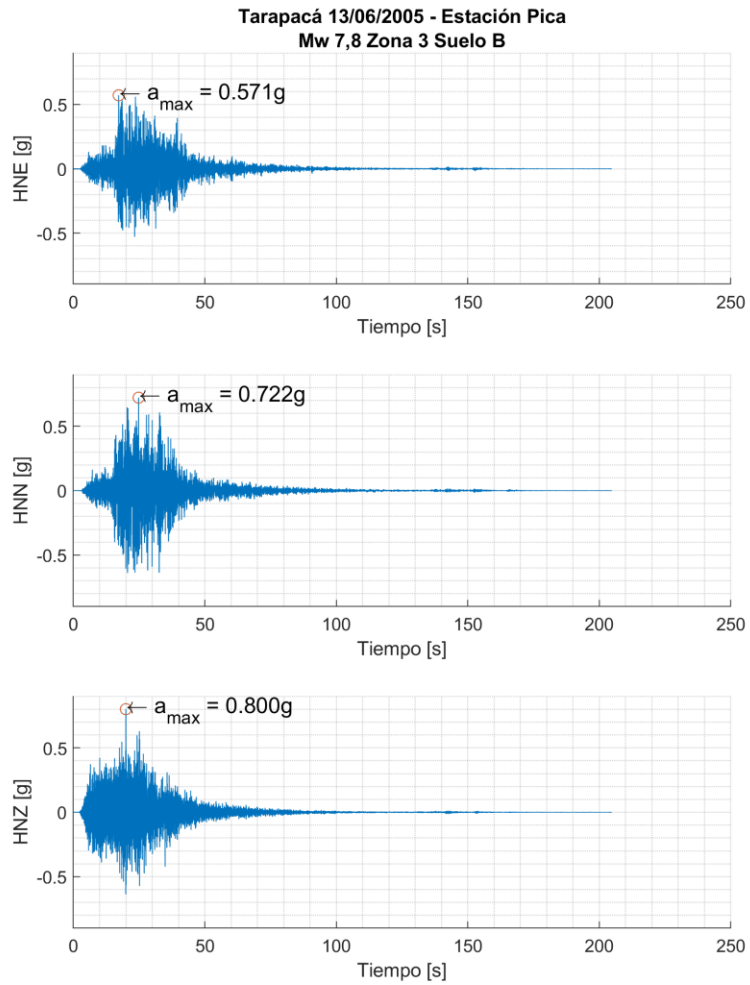 Tarapacá 13/06/2005 - Estación Pica
Mw 7,8 Zona 3 Suelo B
a_max = 0.571g
0.5
0
-0.5
HNE [g]
0 50 100 150 200 250
Tiempo [s]
a_max = 0.722g
0.5
0
-0.5
HNN [g]
0 50 100 150 200 250
Tiempo [s]
a_max = 0.800g
0.5
0
-0.5
HNZ [g]
0 50 100 150 200 250
Tiempo [s]